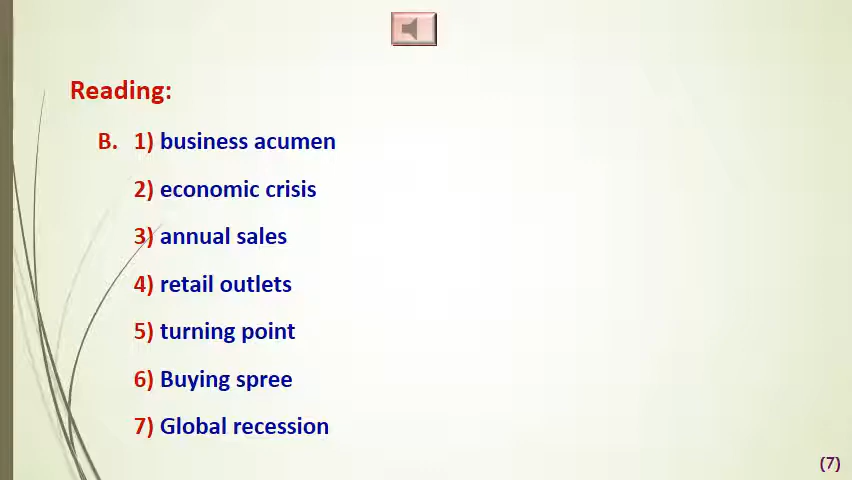 Reading:
B. 1) business acumen
2) economic crisis
3) annual sales
4) retail outlets
5) turning point
6) Buying spree
7) Global recession
(7)